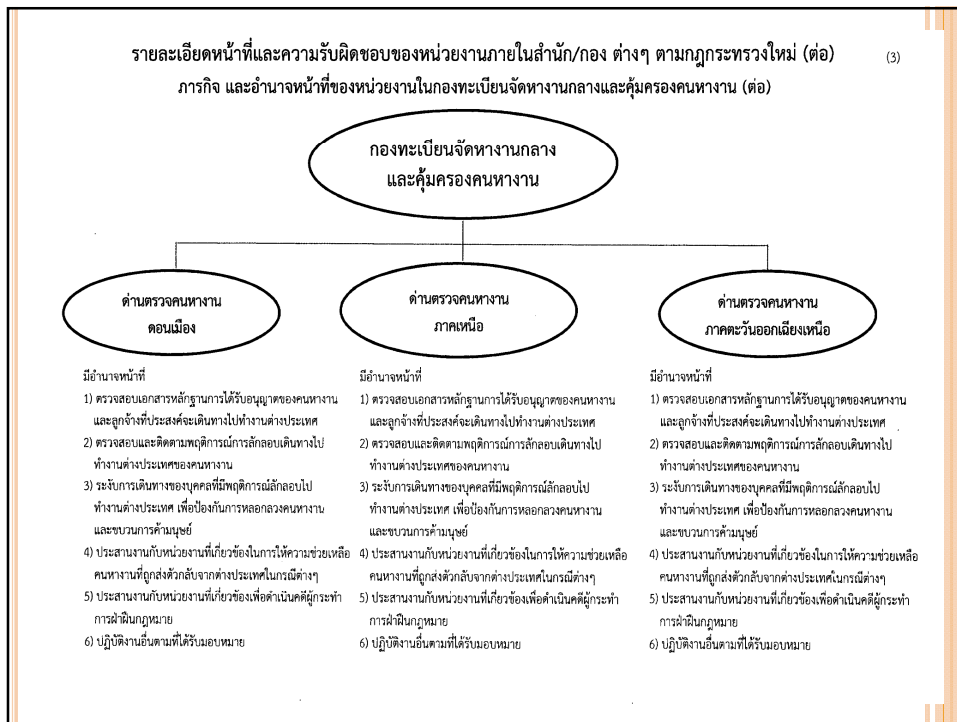 รายละเอียดหน้าที่และความรับผิดชอบของหน่วยงานภายในสำนัก/กอง ต่างๆ ตามกฎกระทรวงใหม่ (ต่อ)
(3)
ภารกิจ และอำนาจหน้าที่ของหน่วยงานในกองทะเบียนจัดหางานกลางและคุ้มครองคนหางาน (ต่อ)
กองทะเบียนจัดหางานกลาง
และคุ้มครองคนหางาน
ด่านตรวจคนหางาน
ดอนเมือง
มีอำนาจหน้าที่
1) ตรวจสอบเอกสารหลักฐานการได้รับอนุญาตของคนหางาน
และลูกจ้างที่ประสงค์จะเดินทางไปทำงานต่างประเทศ
2) ตรวจสอบและติดตามพฤติการณ์การลักลอบเดินทางไป
ทำงานต่างประเทศของคนหางาน
3) ระงับการเดินทางของบุคคลที่มีพฤติการณ์ลักลอบไป
ทำงานต่างประเทศ เพื่อป้องกันการหลอกลวงคนหางาน
และขบวนการค้ามนุษย์
4) ประสานงานกับหน่วยงานที่เกี่ยวข้องในการให้ความช่วยเหลือ
คนหางานที่ถูกส่งตัวกลับจากต่างประเทศในกรณีต่างๆ
5) ประสานงานกับหน่วยงานที่เกี่ยวข้องเพื่อดำเนินคดีผู้กระทำ
การฝ่าฝืนกฎหมาย
6) ปฏิบัติงานอื่นตามที่ได้รับมอบหมาย
ด่านตรวจคนหางาน
ภาคเหนือ
มีอำนาจหน้าที่
1) ตรวจสอบเอกสารหลักฐานการได้รับอนุญาตของคนหางาน
และลูกจ้างที่ประสงค์จะเดินทางไปทำงานต่างประเทศ
2) ตรวจสอบและติดตามพฤติการณ์การลักลอบเดินทางไป
ทำงานต่างประเทศของคนหางาน
3) ระงับการเดินทางของบุคคลที่มีพฤติการณ์ลักลอบไป
ทำงานต่างประเทศ เพื่อป้องกันการหลอกลวงคนหางาน
และขบวนการค้ามนุษย์
4) ประสานงานกับหน่วยงานที่เกี่ยวข้องในการให้ความช่วยเหลือ
คนหางานที่ถูกส่งตัวกลับจากต่างประเทศในกรณีต่างๆ
5) ประสานงานกับหน่วยงานที่เกี่ยวข้องเพื่อดำเนินคดีผู้กระทำ
การฝ่าฝืนกฎหมาย
6) ปฏิบัติงานอื่นตามที่ได้รับมอบหมาย
ด่านตรวจคนหางาน
ภาคตะวันออกเฉียงเหนือ
มีอำนาจหน้าที่
1) ตรวจสอบเอกสารหลักฐานการได้รับอนุญาตของคนหางาน
และลูกจ้างที่ประสงค์จะเดินทางไปทำงานต่างประเทศ
2) ตรวจสอบและติดตามพฤติการณ์การลักลอบเดินทางไป
ทำงานต่างประเทศของคนหางาน
3) ระงับการเดินทางของบุคคลที่มีพฤติการณ์ลักลอบไป
ทำงานต่างประเทศ เพื่อป้องกันการหลอกลวงคนหางาน
และขบวนการค้ามนุษย์
4) ประสานงานกับหน่วยงานที่เกี่ยวข้องในการให้ความช่วยเหลือ
คนหางานที่ถูกส่งตัวกลับจากต่างประเทศในกรณีต่างๆ
5) ประสานงานกับหน่วยงานที่เกี่ยวข้องเพื่อดำเนินคดีผู้กระทำ
การฝ่าฝืนกฎหมาย
6) ปฏิบัติงานอื่นตามที่ได้รับมอบหมาย